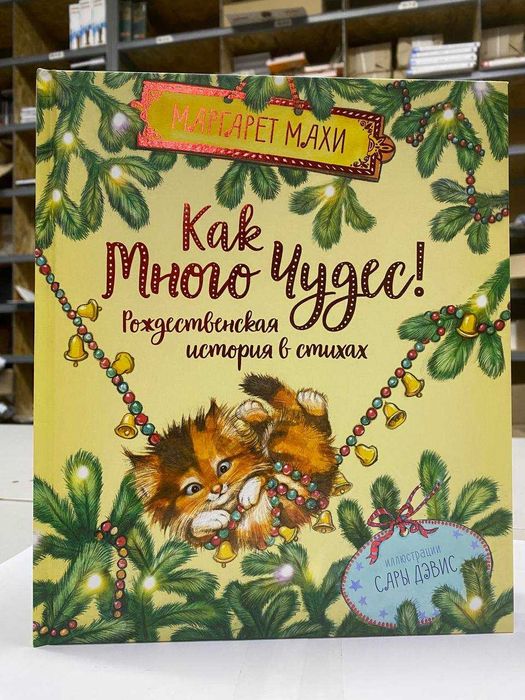 Маргарет Махи
Как
Много Чудес!
Рождественская
история в стихах
иллюстрации
Сары Дэвис